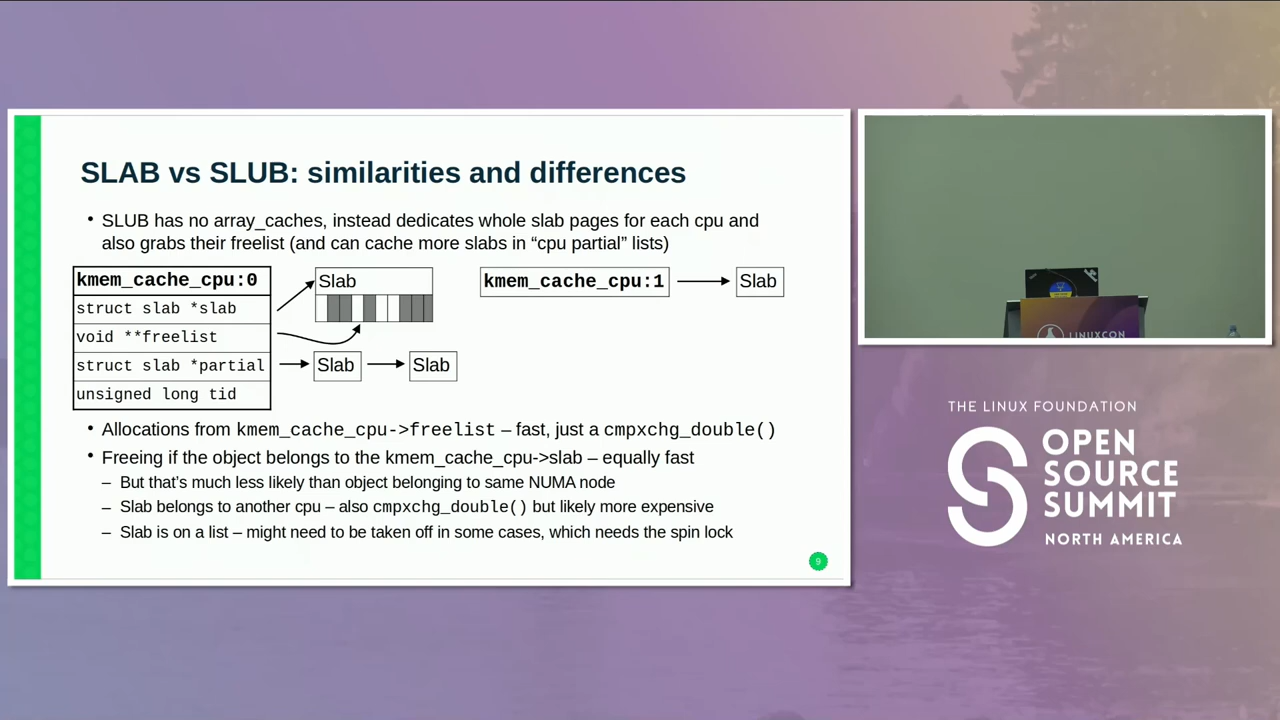 SLAB vs SLUB: similarities and differences
• SLUB has no array_caches, instead dedicates whole slab pages for each cpu and
also grabs their freelist (and can cache more slabs in “cpu partial” lists)
kmem_cache_cpu:0
struct slab *slab
void **freelist
struct slab *partial
unsigned long tid
Slab
Slab
Slab
kmem_cache_cpu:1
Slab
• Allocations from kmem_cache_cpu->freelist – fast, just a cmpxchg_double()
• Freeing if the object belongs to the kmem_cache_cpu->slab – equally fast
– But that’s much less likely than object belonging to same NUMA node
– Slab belongs to another cpu – also cmpxchg_double() but likely more expensive
– Slab is on a list – might need to be taken off in some cases, which needs the spin lock
9
LINUXCON
THE LINUX FOUNDATION
OPEN
SOURCE
SUMMIT
NORTH AMERICA